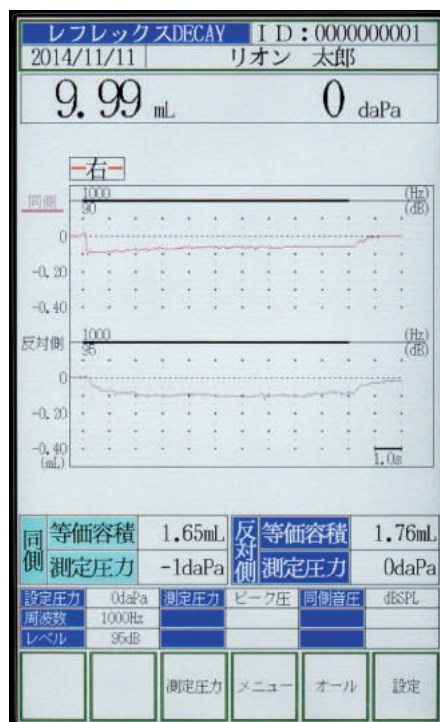 レフレックスDECAY ID:0000000001
2014/11/11 リオン 太郎
9.99 mL 0 daPa
右
同側 1000 (Hz)
90 (dB)
0
-0.20
-0.40
反対側 1000 (Hz)
95 (dB)
0
-0.20
-0.40
(mL) 1.0s
同側 等価容積 1.65mL 反対側 等価容積 1.76mL
測定圧力 -1daPa 測定圧力 0daPa
設定圧力 0daPa 測定圧力 ピーク圧 同側音圧 dBSPL
周波数 1000Hz
レベル 95dB
測定圧力 メニュー オール 設定